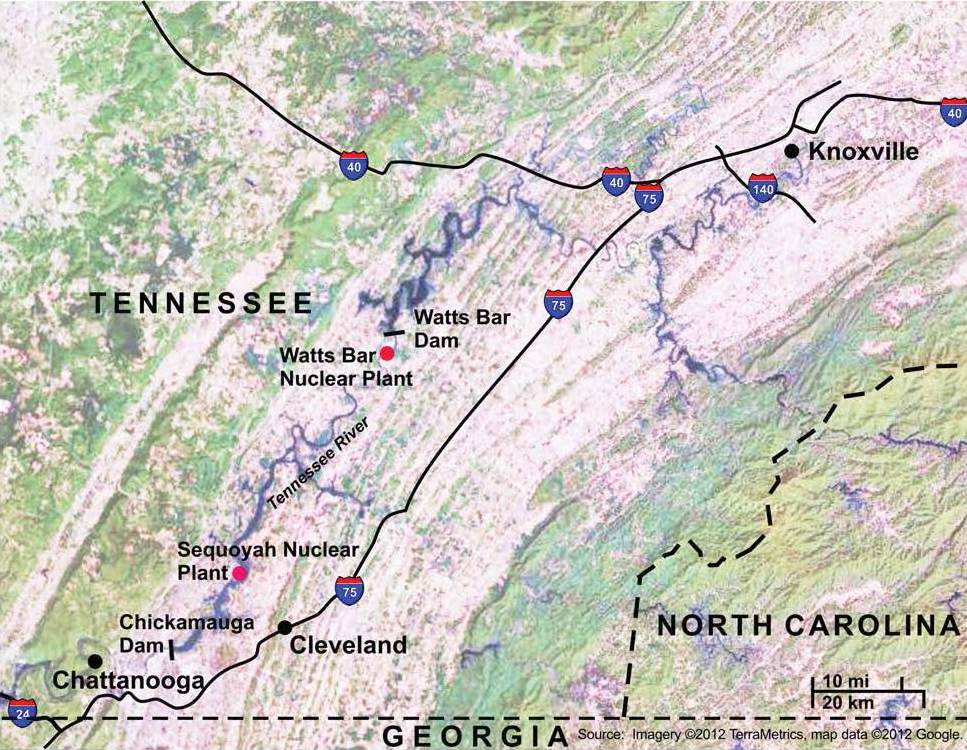 40
Knoxville
40
40
140
75
TENNESSEE
75
Watts Bar
Dam
Watts Bar
Nuclear Plant
Tennessee River
Sequoyah Nuclear
Plant
75
Chickamauga
Dam
Cleveland
NORTH CAROLINA
Chattanooga
10 mi
20 km
24
GEORGIA
Source: Imagery ©2012 TerraMetrics, map data ©2012 Google.